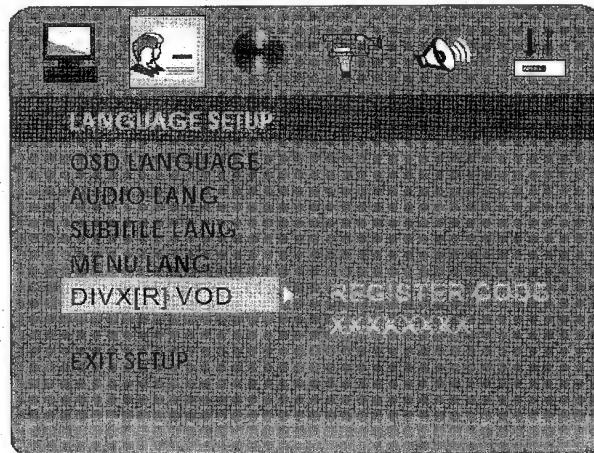 LANGUAGE SETUP
OSD LANGUAGE
AUDIO LANG
SUBTITLE LANG
MENU LANG
DIVX[R] VOD
REGISTER CODE
XXXXXXXX
EXIT SETUP